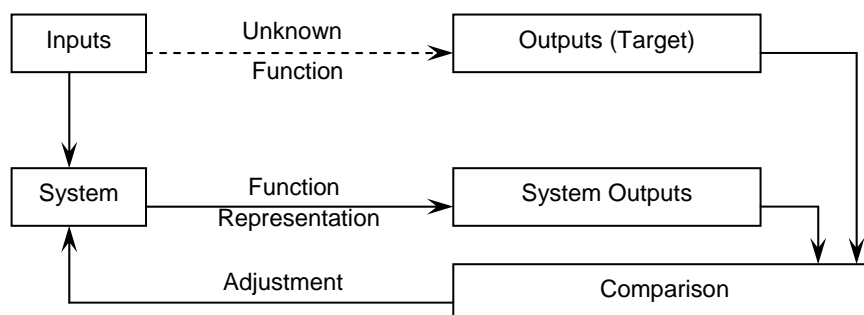 Inputs
Unknown
Function
Outputs (Target)
System
Function
Representation
System Outputs
Adjustment
Comparison